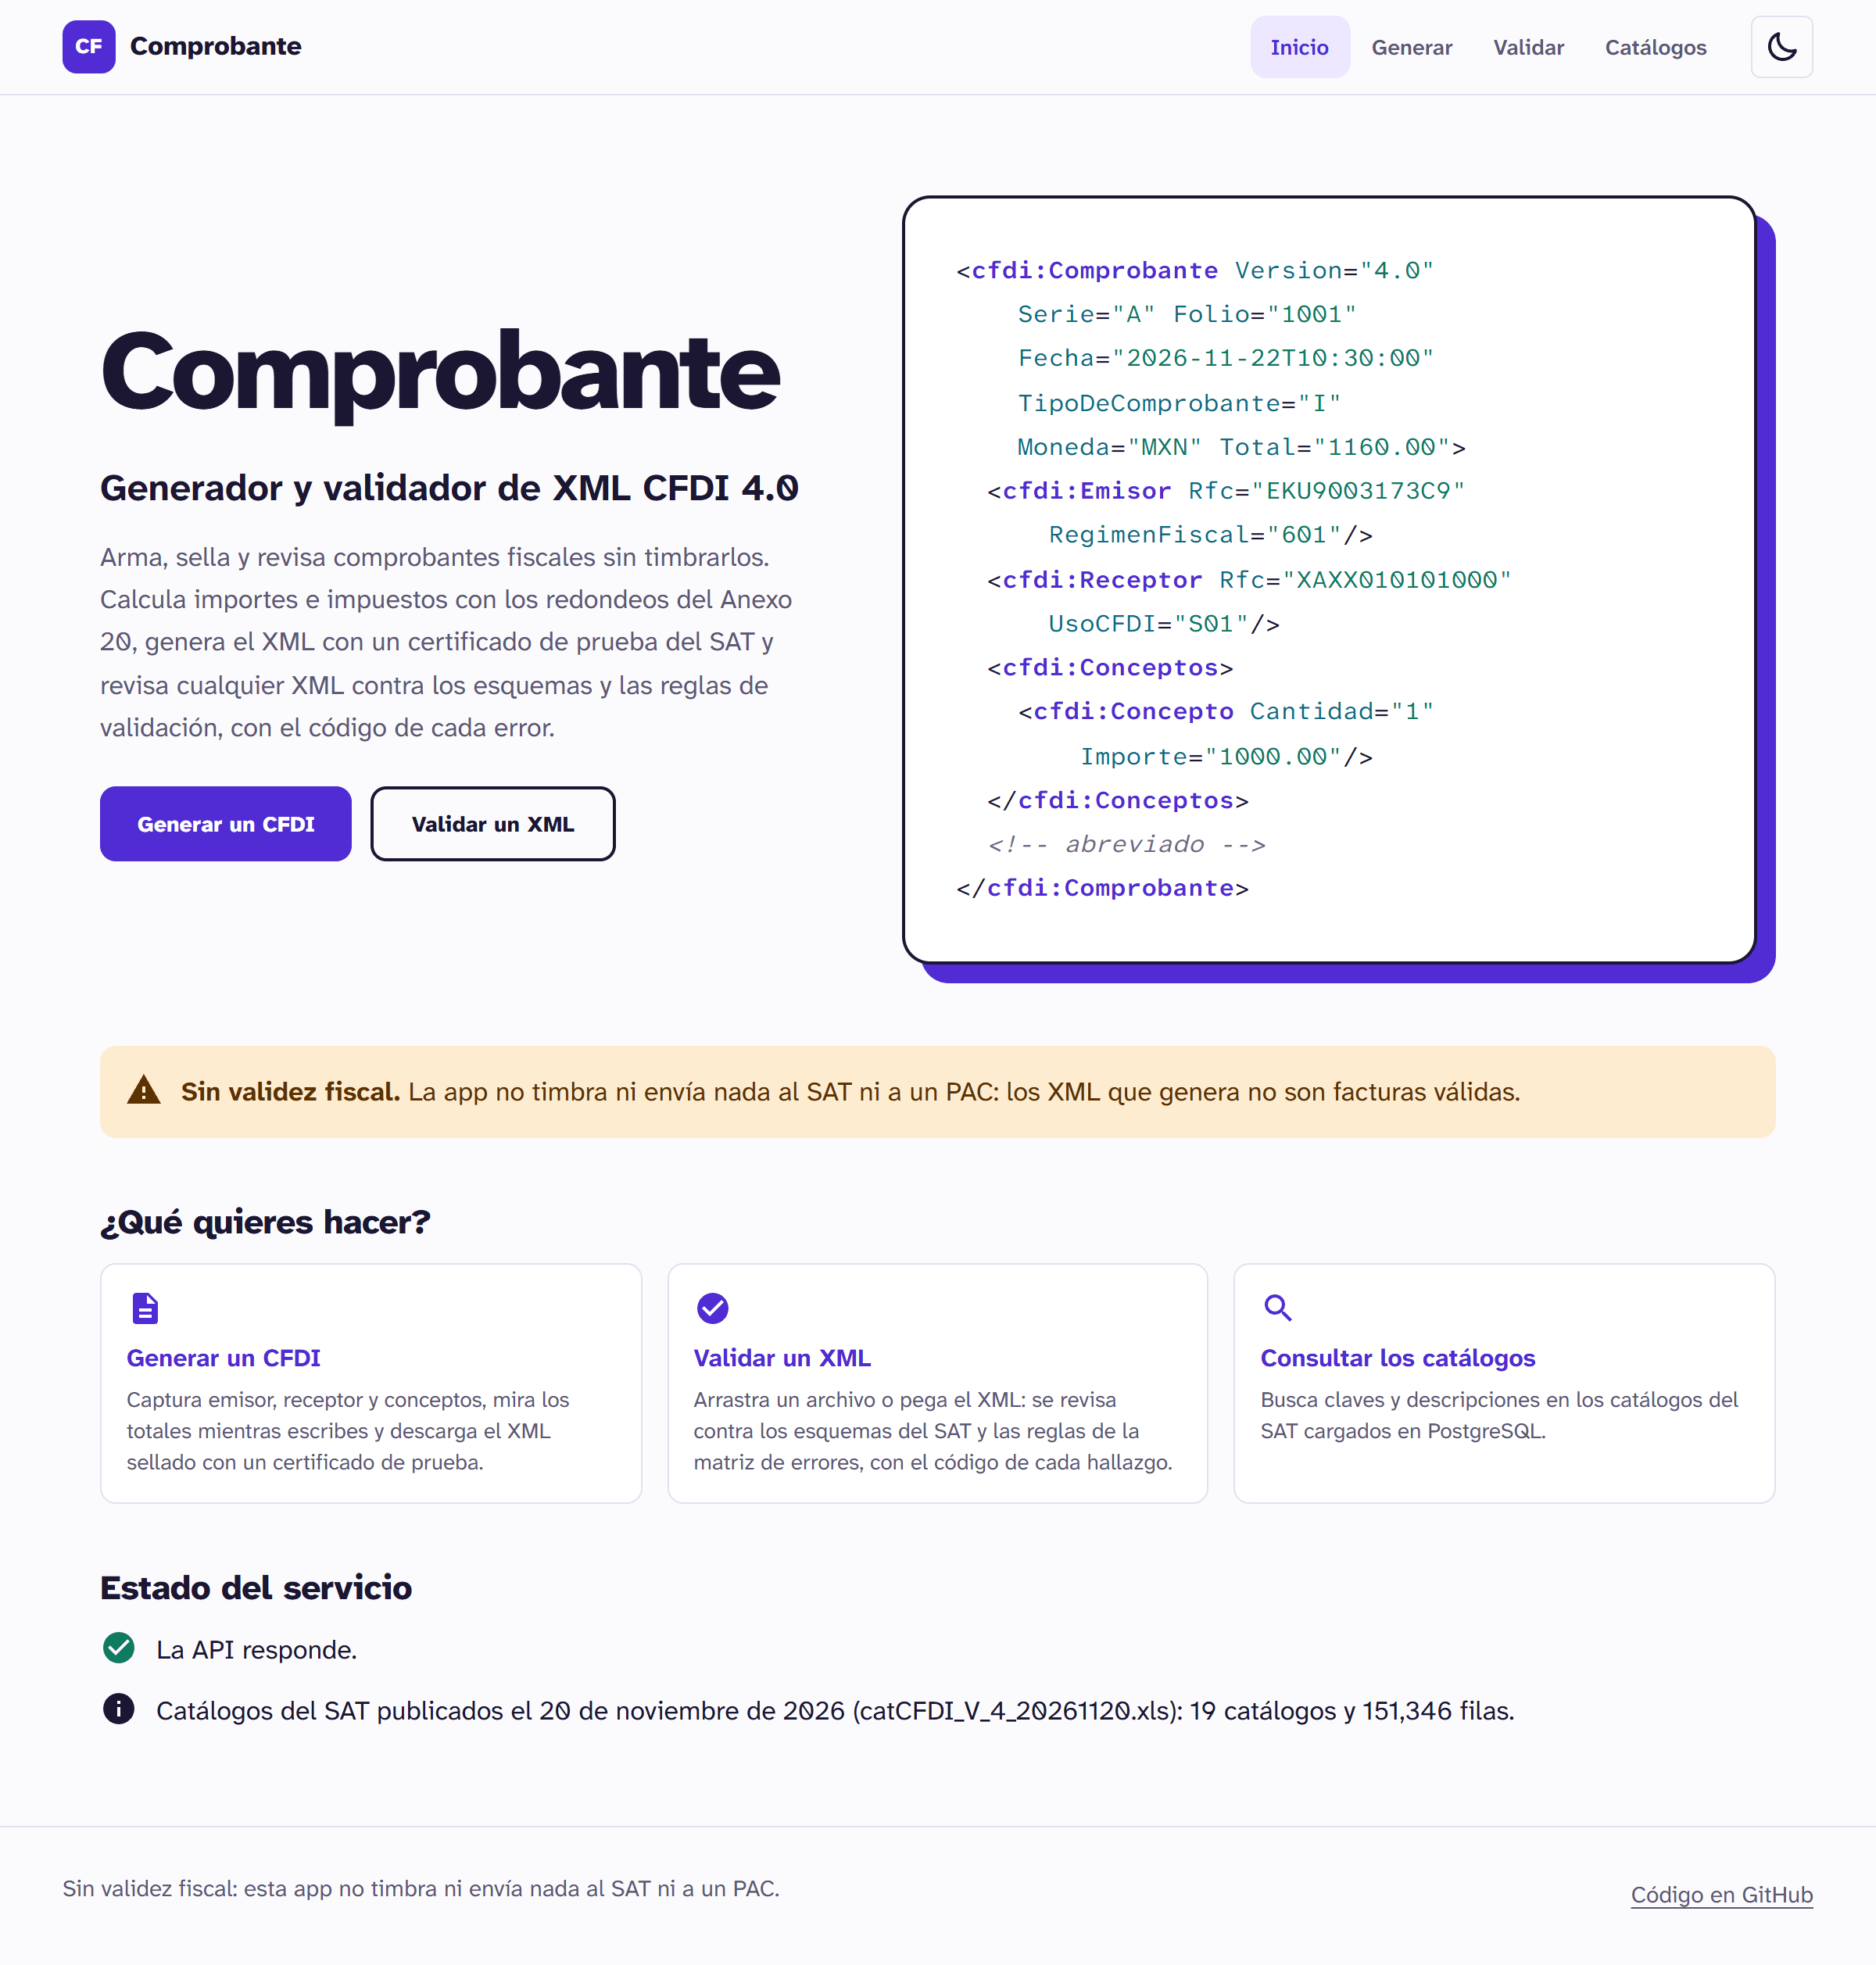 CF Comprobante
Inicio Generar Validar Catálogos
Comprobante
Generador y validador de XML CFDI 4.0
Arma, sella y revisa comprobantes fiscales sin timbrarlos.
Calcula importes e impuestos con los redondeos del Anexo
20, genera el XML con un certificado de prueba del SAT y
revisa cualquier XML contra los esquemas y las reglas de
validación, con el código de cada error.
Generar un CFDI
Validar un XML
<cfdi:Comprobante Version="4.0"
    Serie="A" Folio="1001"
    Fecha="2026-11-22T10:30:00"
    TipoDeComprobante="I"
    Moneda="MXN" Total="1160.00">
  <cfdi:Emisor Rfc="EKU9003173C9"
      RegimenFiscal="601"/>
  <cfdi:Receptor Rfc="XAXX010101000"
      UsoCFDI="S01"/>
  <cfdi:Conceptos>
    <cfdi:Concepto Cantidad="1"
        Importe="1000.00"/>
  </cfdi:Conceptos>
  <!-- abreviado -->
</cfdi:Comprobante>
Sin validez fiscal. La app no timbra ni envía nada al SAT ni a un PAC: los XML que genera no son facturas válidas.
¿Qué quieres hacer?
Generar un CFDI
Captura emisor, receptor y conceptos, mira los
totales mientras escribes y descarga el XML
sellado con un certificado de prueba.
Validar un XML
Arrastra un archivo o pega el XML: se revisa
contra los esquemas del SAT y las reglas de la
matriz de errores, con el código de cada hallazgo.
Consultar los catálogos
Busca claves y descripciones en los catálogos del
SAT cargados en PostgreSQL.
Estado del servicio
La API responde.
Catálogos del SAT publicados el 20 de noviembre de 2026 (catCFDI_V_4_20261120.xls): 19 catálogos y 151,346 filas.
Sin validez fiscal: esta app no timbra ni envía nada al SAT ni a un PAC.
Código en GitHub